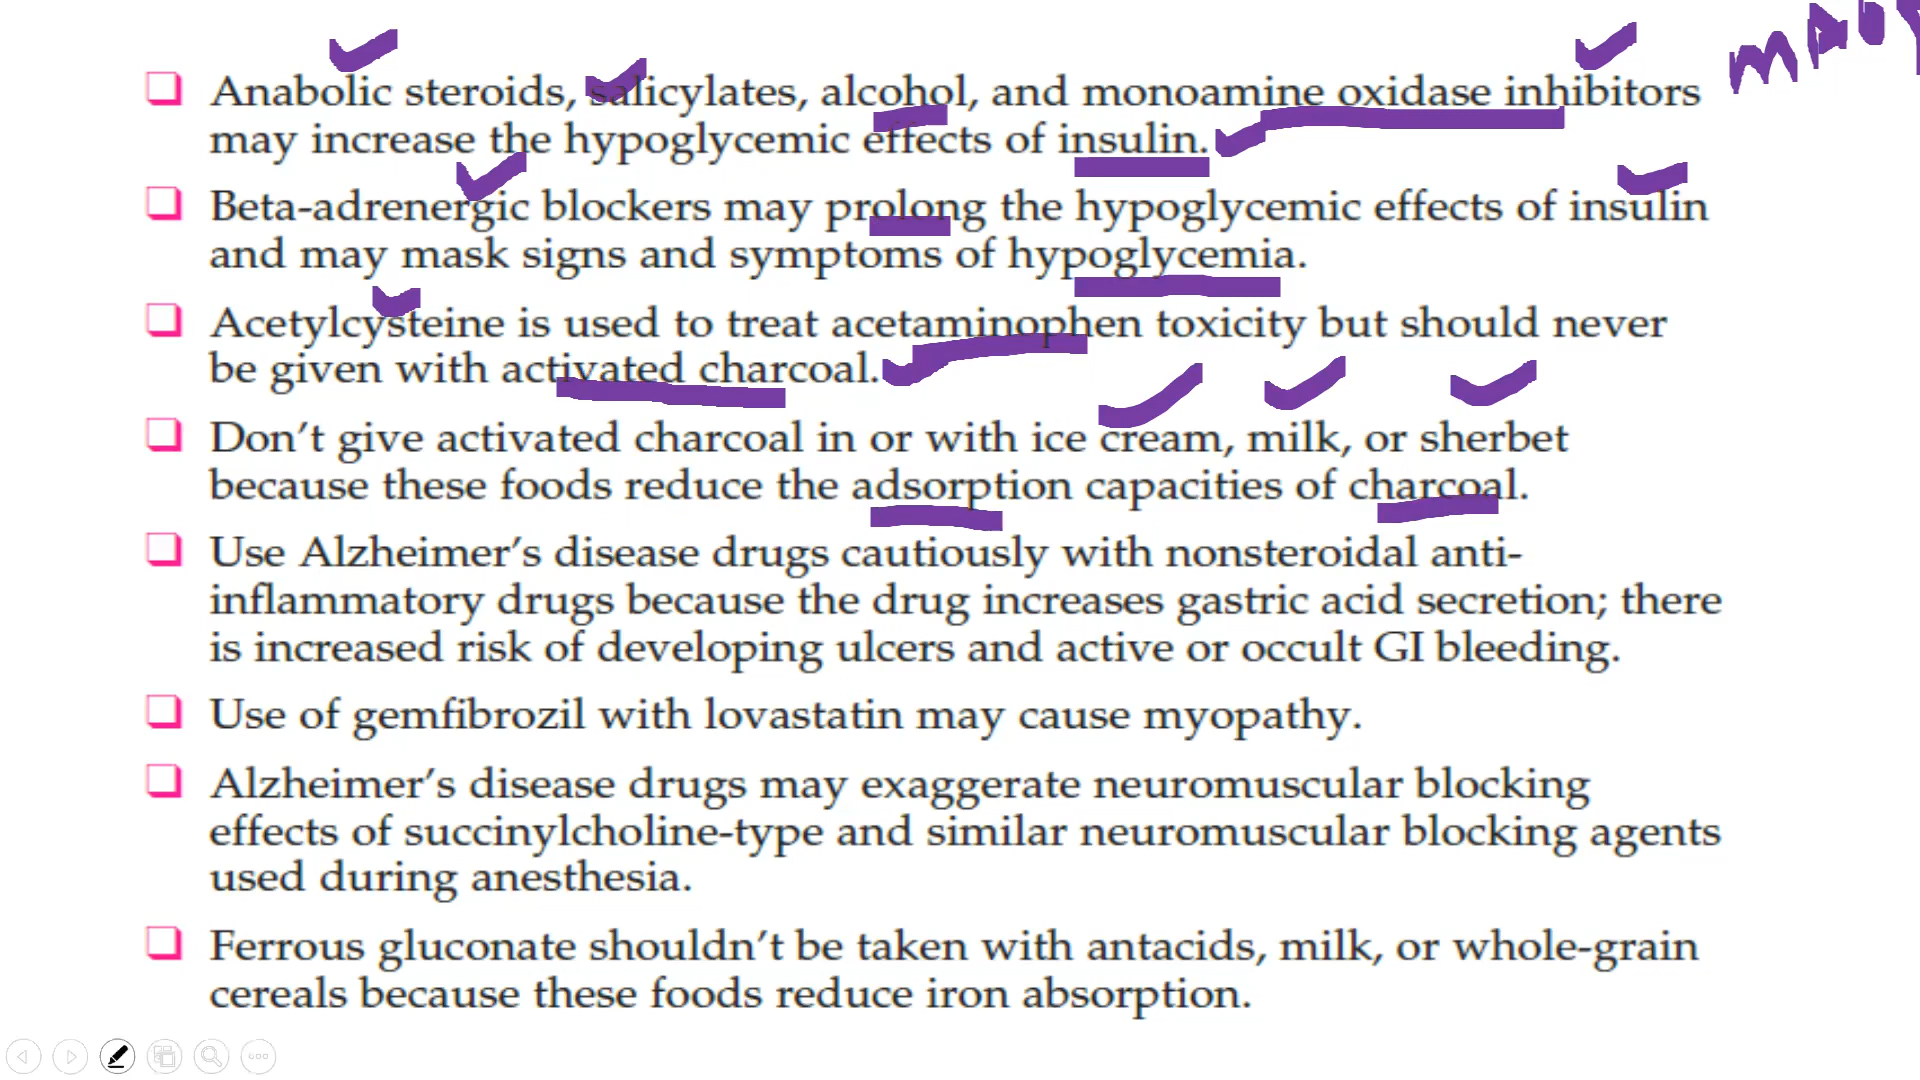 Anabolic steroids, salicylates, alcohol, and monoamine oxidase inhibitors
may increase the hypoglycemic effects of insulin.
Beta-adrenergic blockers may prolong the hypoglycemic effects of insulin
and may mask signs and symptoms of hypoglycemia.
Acetylcysteine is used to treat acetaminophen toxicity but should never
be given with activated charcoal.
Don’t give activated charcoal in or with ice cream, milk, or sherbet
because these foods reduce the adsorption capacities of charcoal.
Use Alzheimer’s disease drugs cautiously with nonsteroidal anti-
inflammatory drugs because the drug increases gastric acid secretion; there
is increased risk of developing ulcers and active or occult GI bleeding.
Use of gemfibrozil with lovastatin may cause myopathy.
Alzheimer’s disease drugs may exaggerate neuromuscular blocking
effects of succinylcholine-type and similar neuromuscular blocking agents
used during anesthesia.
Ferrous gluconate shouldn’t be taken with antacids, milk, or whole-grain
cereals because these foods reduce iron absorption.